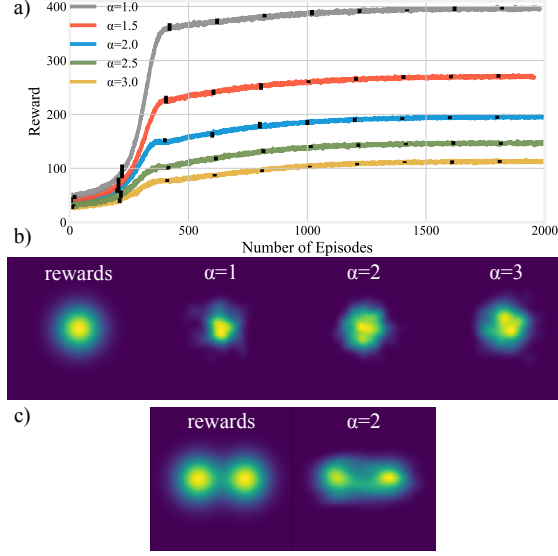 a)
400
300
200
100
0
Reward
α=1.0
α=1.5
α=2.0
α=2.5
α=3.0
0 500 1000 1500 2000
Number of Episodes
b)
rewards α=1 α=2 α=3
c)
rewards α=2